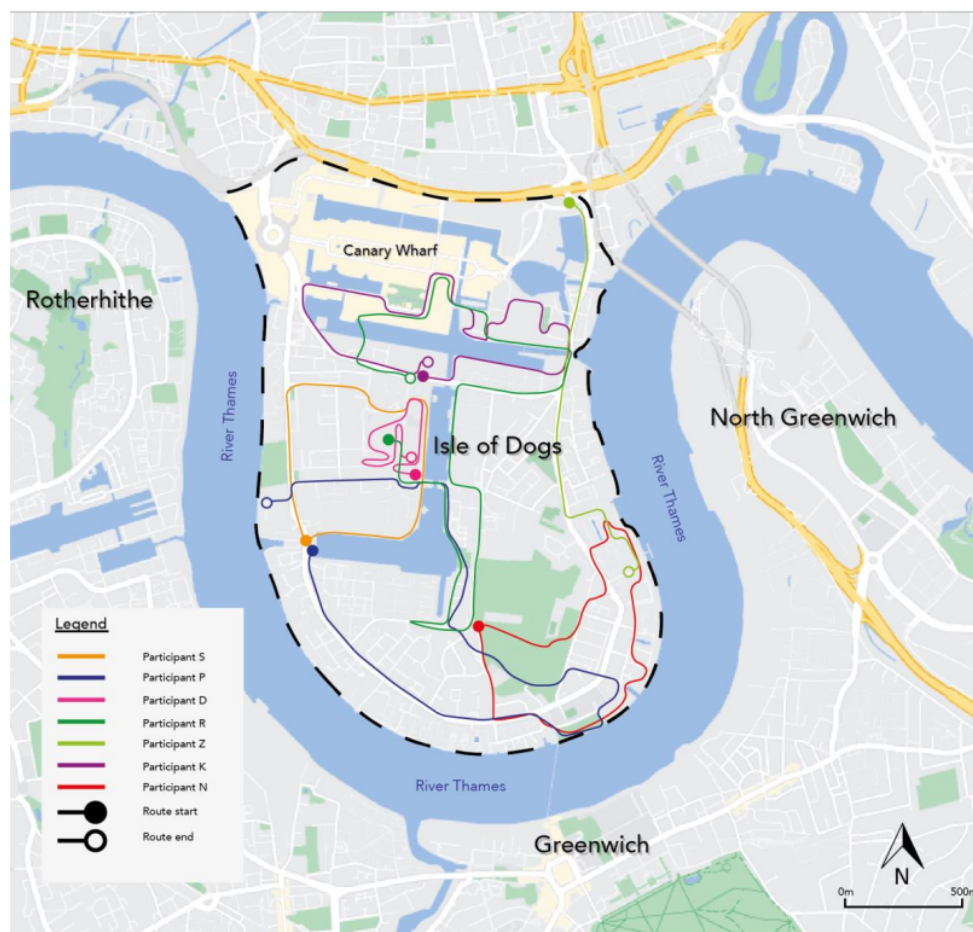 Canary Wharf
Rotherhithe
River Thames
North Greenwich
Isle of Dogs
River Thames
Legend
Participant S
Participant P
Participant D
Participant R
Participant Z
Participant K
Participant N
Route start
Route end
River Thames
Greenwich
N
0m
500m